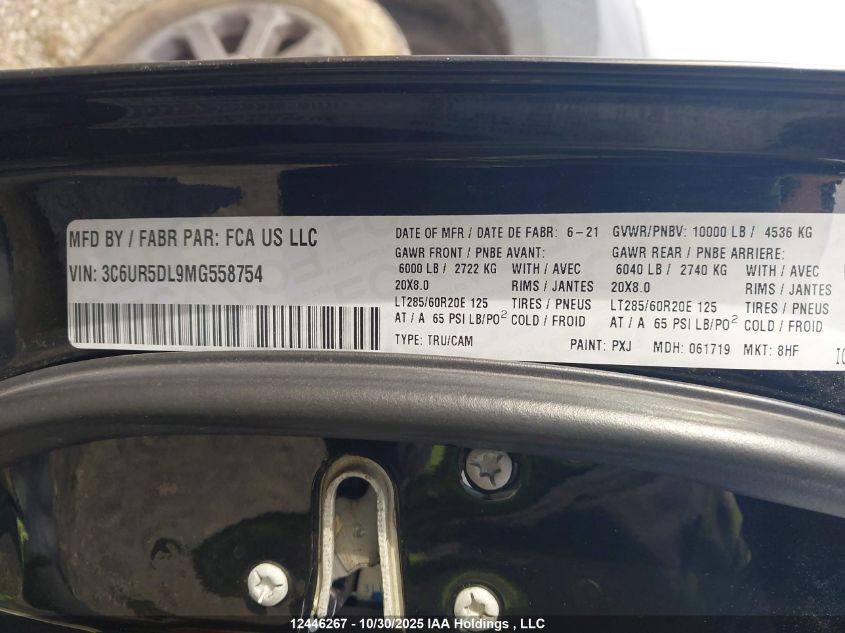 MFD BY / FABR PAR: FCA US LLC
VIN: 3C6UR5DL9MG558754
DATE OF MFR / DATE DE FABR: 6-21 GVWR/PNBV: 10000 LB / 4536 KG
GAWR FRONT / PNBE AVANT: GAWR REAR / PNBE ARRIERE:
6000 LB / 2722 KG WITH / AVEC 6040 LB / 2740 KG WITH / AVEC
20X8.0 RIMS / JANTES 20X8.0 RIMS / JANTES
LT285/60R20E 125 TIRES / PNEUS LT285/60R20E 125 TIRES / PNEUS
AT / A 65 PSI LB/PO² COLD / FROID AT / A 65 PSI LB/PO² COLD / FROID
TYPE: TRU/CAM PAINT: PXJ MDH: 061719 MKT: 8HF
12446267 - 10/30/2025 IAA Holdings , LLC